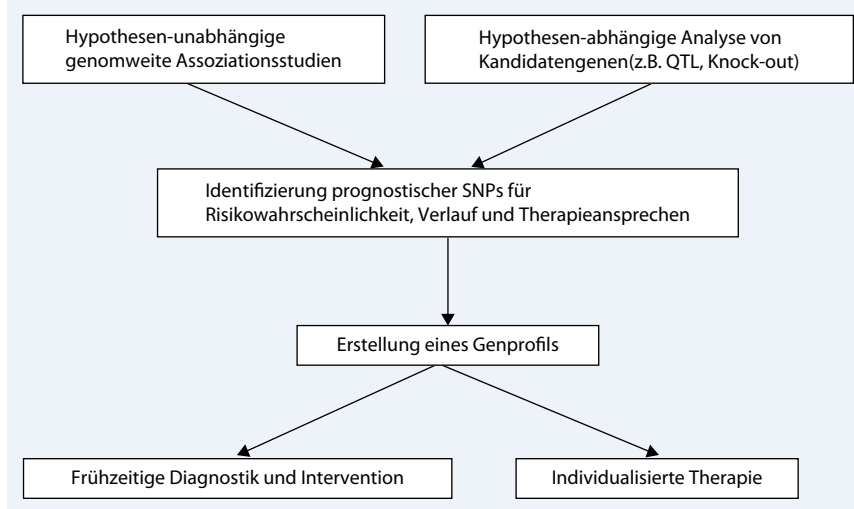 Hypothesen-unabhängige
genomweite Assoziationsstudien
Hypothesen-abhängige Analyse von
Kandidatengenen(z.B. QTL, Knock-out)
Identifizierung prognostischer SNPs für
Risikowahrscheinlichkeit, Verlauf und Therapieansprechen
Erstellung eines Genprofils
Frühzeitige Diagnostik und Intervention
Individualisierte Therapie